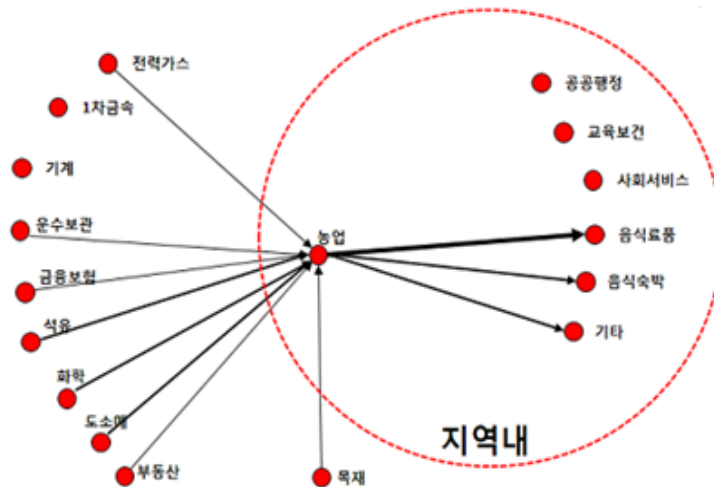 전력가스
1차금속
기계
운수보관
금융보험
석유
화학
도소매
부동산
목재
농업
공공행정
교육보건
사회서비스
음식료품
음식숙박
기타
지역내